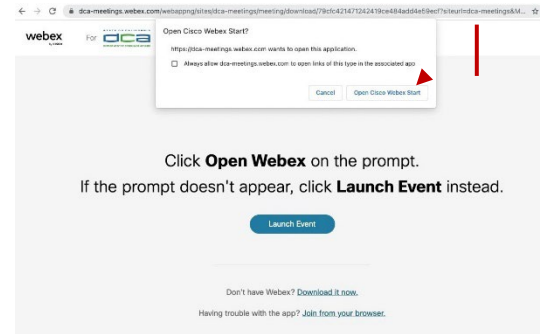 dca-meetings.webex.com/webappng/sites/dca-meetings/meeting/download/79cfc421471242419ce484add4e59ecf?siteurl=dca-meetings&M...
Open Cisco Webex Start?
https://dca-meetings.webex.com wants to open this application.
Always allow dca-meetings.webex.com to open links of this type in the associated app
Cancel Open Cisco Webex Start
webex For dca
Click Open Webex on the prompt.
If the prompt doesn't appear, click Launch Event instead.
Launch Event
Don't have Webex? Download it now.
Having trouble with the app? Join from your browser.